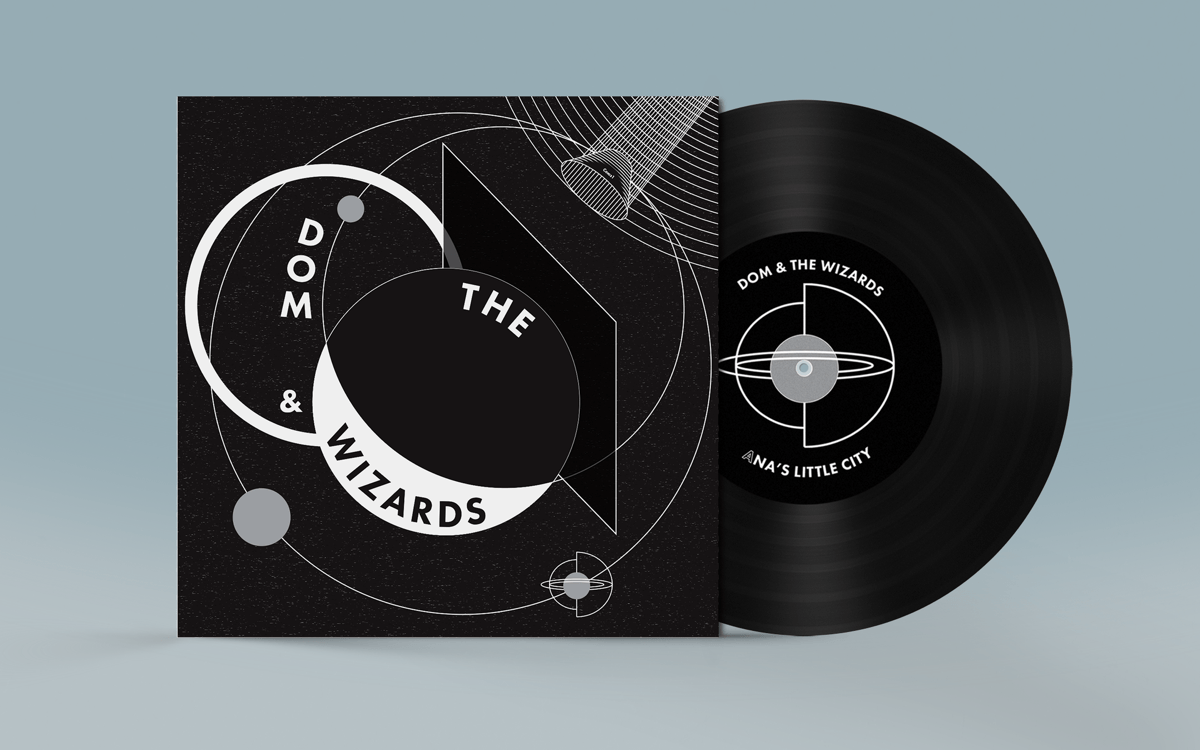 DOM
&
THE
WIZARDS
DOM & THE WIZARDS
ANA'S LITTLE CITY